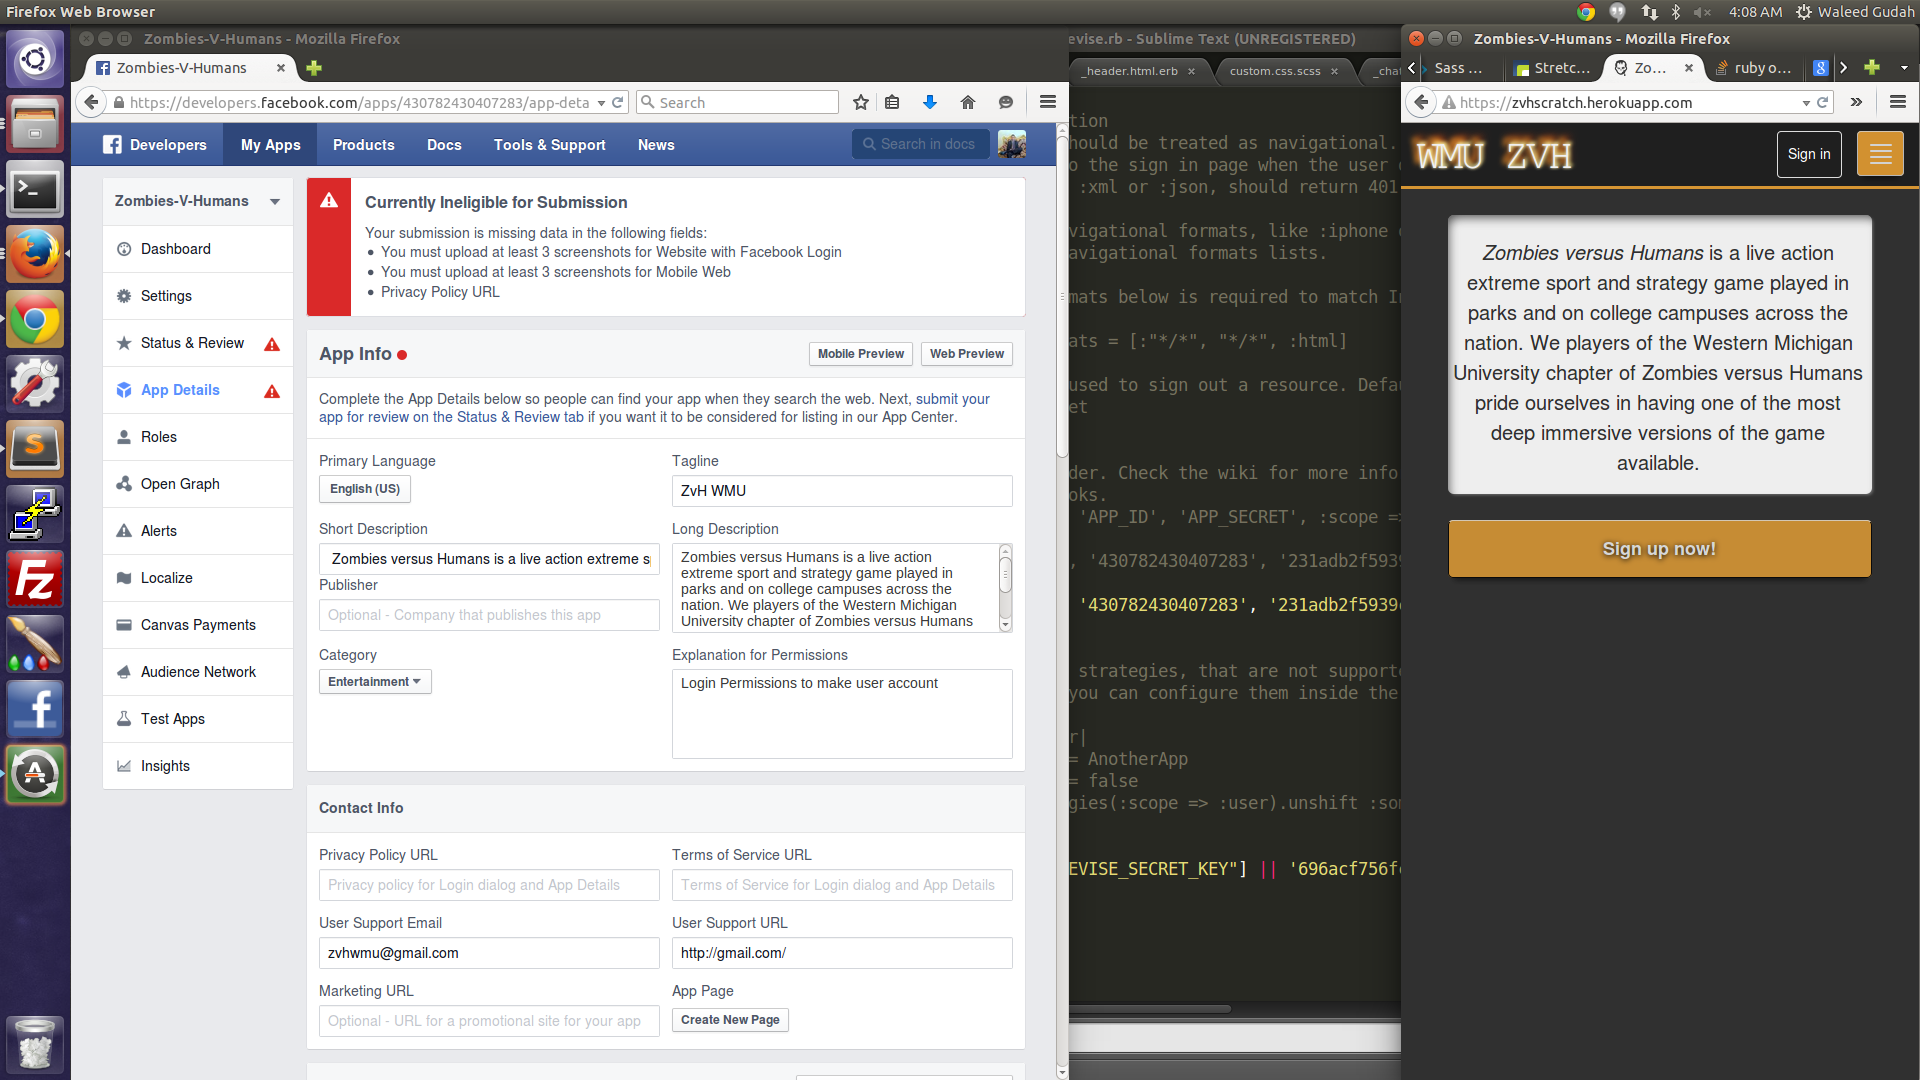 Firefox Web Browser
4:08 AM Waleed Gudah
Zombies-V-Humans - Mozilla Firefox
Zombies-V-Humans
https://developers.facebook.com/apps/430782430407283/app-deta
Search
Developers My Apps Products Docs Tools & Support News
Search in docs
Zombies-V-Humans
Dashboard
Settings
Status & Review
App Details
Roles
Open Graph
Alerts
Localize
Canvas Payments
Audience Network
Test Apps
Insights
Currently Ineligible for Submission
Your submission is missing data in the following fields:
You must upload at least 3 screenshots for Website with Facebook Login
You must upload at least 3 screenshots for Mobile Web
Privacy Policy URL
App Info
Mobile Preview Web Preview
Complete the App Details below so people can find your app when they search the web. Next, submit your
app for review on the Status & Review tab if you want it to be considered for listing in our App Center.
Primary Language
English (US)
Tagline
ZvH WMU
Short Description
Zombies versus Humans is a live action extreme s
Long Description
Zombies versus Humans is a live action
extreme sport and strategy game played in
parks and on college campuses across the
nation. We players of the Western Michigan
University chapter of Zombies versus Humans
Publisher
Optional - Company that publishes this app
Category
Entertainment
Explanation for Permissions
Login Permissions to make user account
Contact Info
Privacy Policy URL
Privacy policy for Login dialog and App Details
Terms of Service URL
Terms of Service for Login dialog and App Details
User Support Email
zvhwmu@gmail.com
User Support URL
http://gmail.com/
Marketing URL
Optional - URL for a promotional site for your app
App Page
Create New Page
evise.rb - Sublime Text (UNREGISTERED)
_header.html.erb
custom.css.scss
_cha
tion
hould be treated as navigational.
o the sign in page when the user
:xml or :json, should return 401
vigational formats, like :iphone
avigational formats lists.
mats below is required to match I
ats = [:"*/*", "*/*", :html]
used to sign out a resource. Defa
et
der. Check the wiki for more info
oks.
'APP_ID', 'APP_SECRET', :scope =>
, '430782430407283', '231adb2f5939
'430782430407283', '231adb2f5939
strategies, that are not supporte
you can configure them inside the
r|
= AnotherApp
= false
gies(:scope => :user).unshift :so
EVISE_SECRET_KEY"] || '696acf756f
Zombies-V-Humans - Mozilla Firefox
Sass ...
Stretc...
Zo...
ruby o...
https://zvhscratch.herokuapp.com
WMU ZVH
Sign in
Zombies versus Humans is a live action
extreme sport and strategy game played in
parks and on college campuses across the
nation. We players of the Western Michigan
University chapter of Zombies versus Humans
pride ourselves in having one of the most
deep immersive versions of the game
available.
Sign up now!